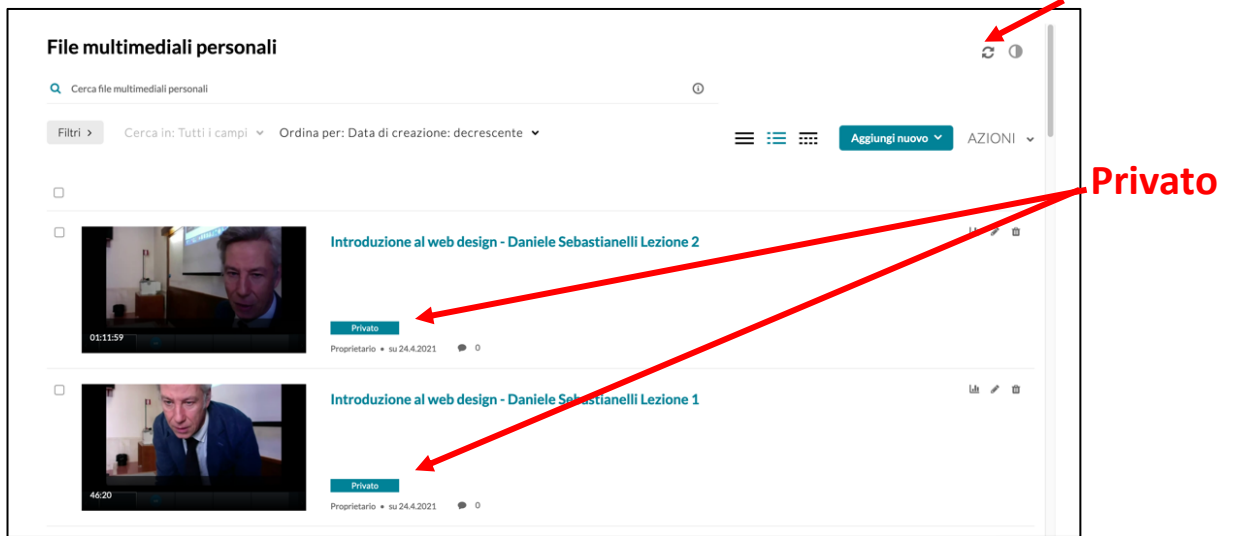 File multimediali personali
Cerca file multimediali personali
Filtri >
Cerca in: Tutti i campi
Ordina per: Data di creazione: decrescente
Aggiungi nuovo
AZIONI
Privato
Introduzione al web design - Daniele Sebastianelli Lezione 2
01:11:59
Privato
Proprietario • su 24.4.2021 0
Introduzione al web design - Daniele Sebastianelli Lezione 1
46:20
Privato
Proprietario • su 24.4.2021 0